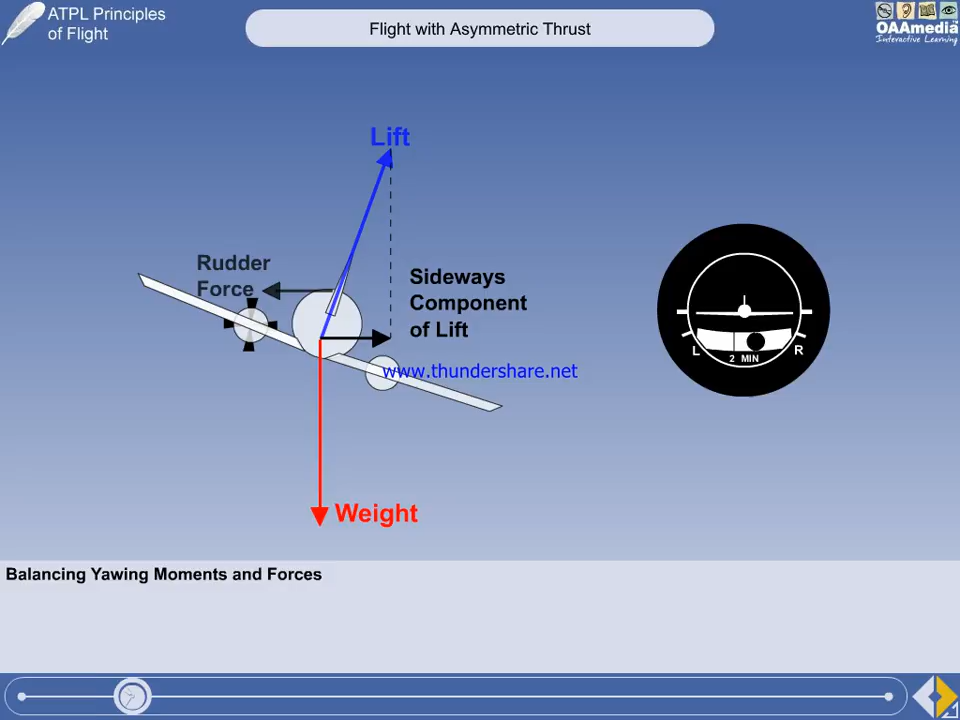 ATPL Principles
of Flight
Flight with Asymmetric Thrust
OAAmedia
Interactive Learning
Lift
Rudder
Force
Sideways
Component
of Lift
www.thundershare.net
L
2 MIN
R
Weight
Balancing Yawing Moments and Forces